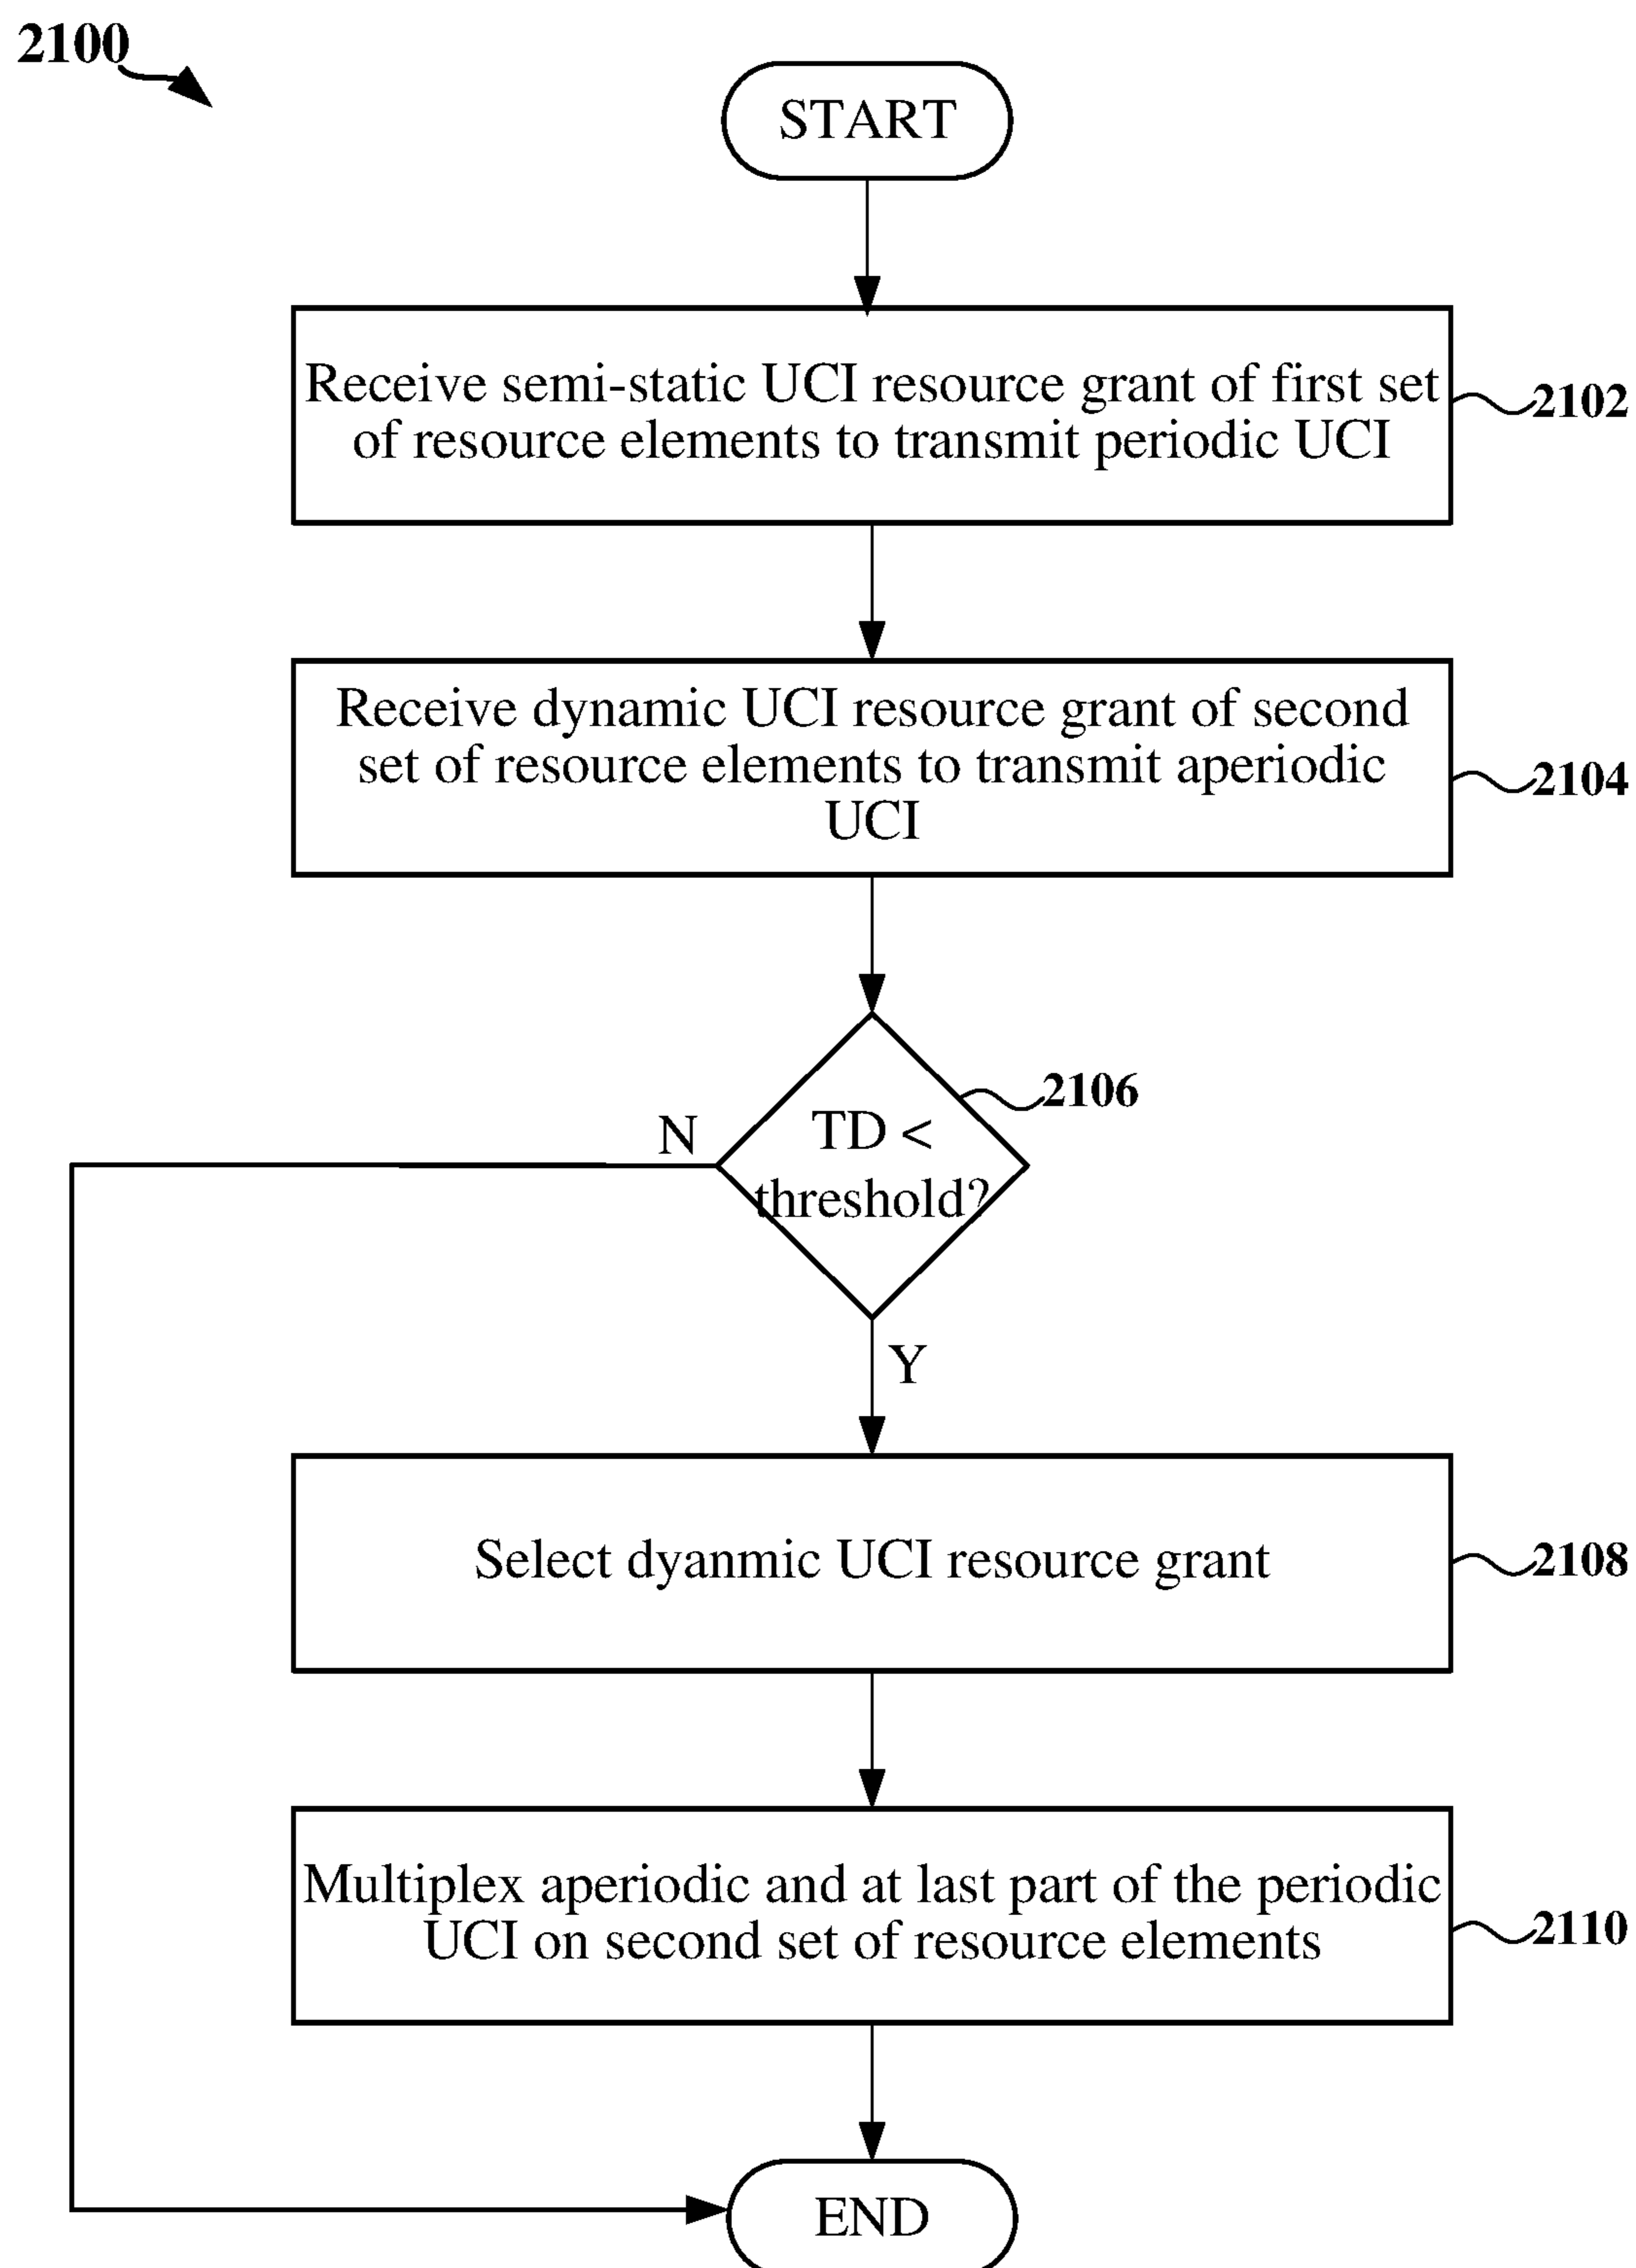 2100
START
Receive semi-static UCI resource grant of first set
of resource elements to transmit periodic UCI
2102
Receive dynamic UCI resource grant of second
set of resource elements to transmit aperiodic
UCI
2104
TD <
threshold?
2106
N
Y
Select dyanmic UCI resource grant
2108
Multiplex aperiodic and at last part of the periodic
UCI on second set of resource elements
2110
END